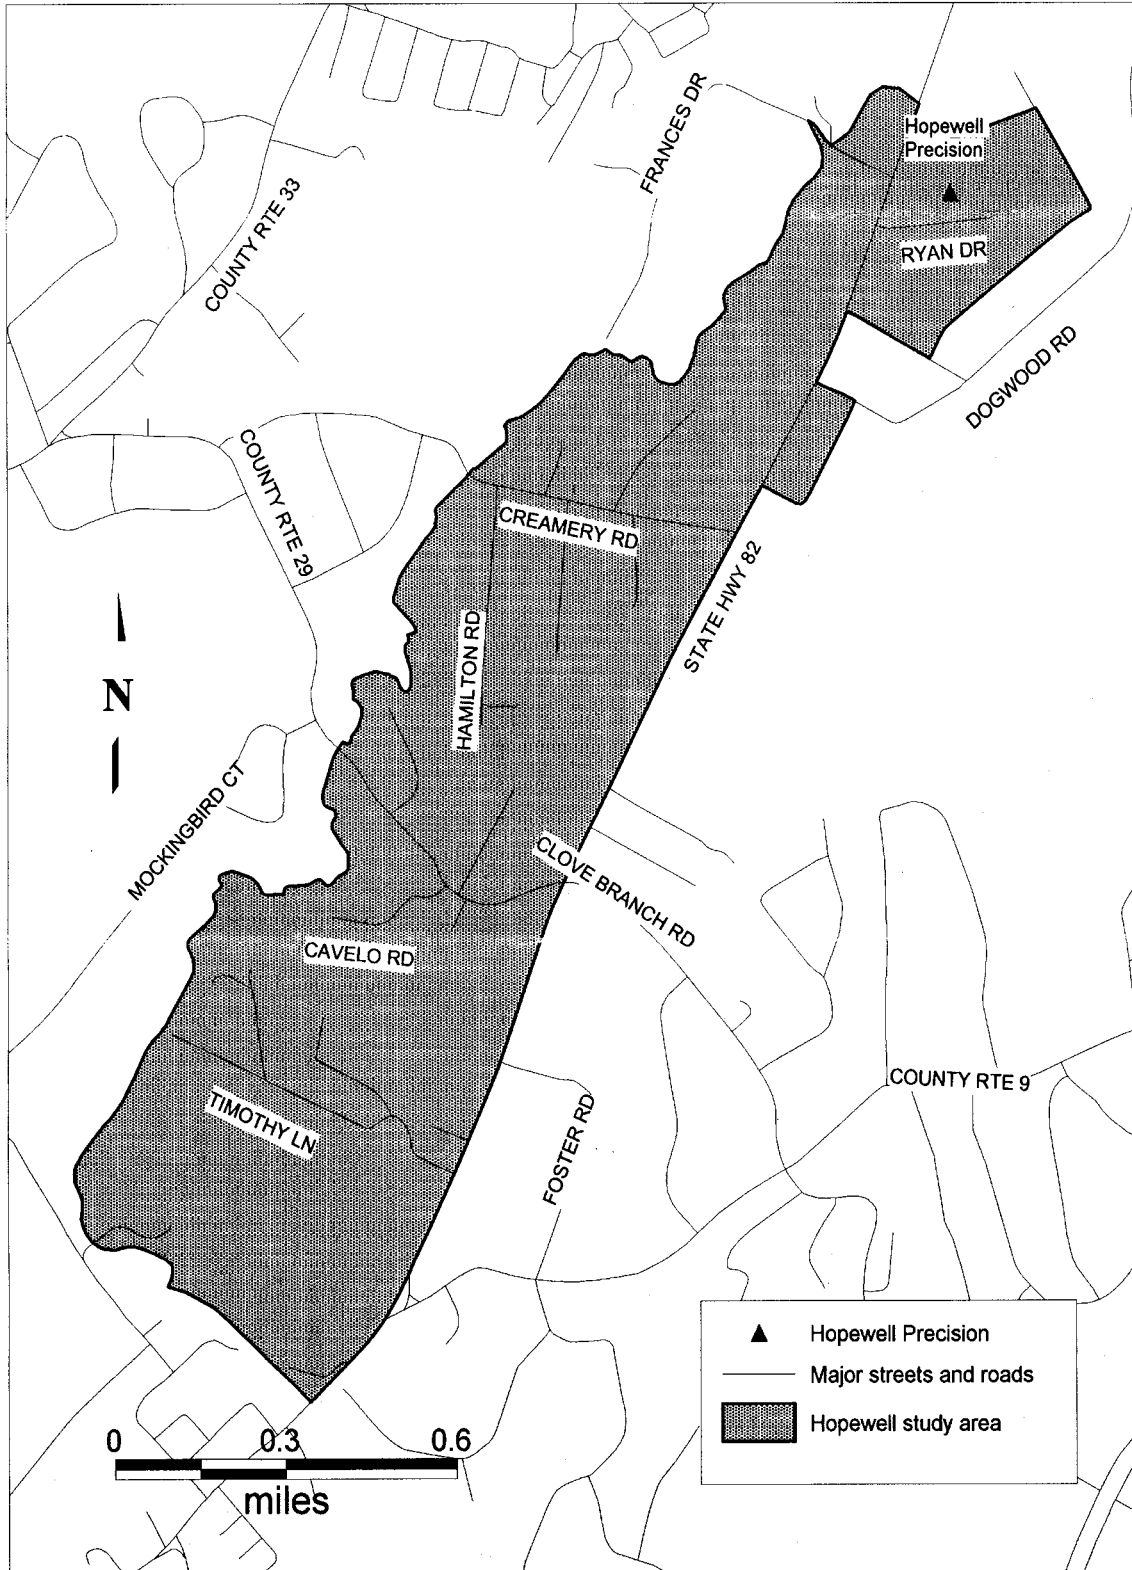 FRANCES DR
Hopewell
Precision
COUNTY RTE 33
RYAN DR
DOGWOOD RD
COUNTY RTE 29
CREAMERY RD
STATE HWY 82
HAMILTON RD
N
MOCKINGBIRD CT
CLOVE BRANCH RD
CAVELO RD
COUNTY RTE 9
TIMOTHY LN
FOSTER RD
Hopewell Precision
Major streets and roads
Hopewell study area
0 0.3 0.6
miles